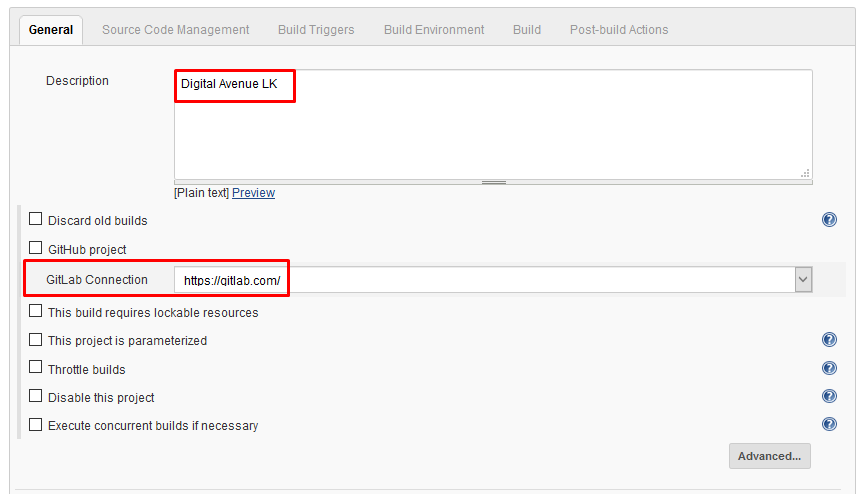 General Source Code Management Build Triggers Build Environment Build Post-build Actions
Description
Digital Avenue LK
[Plain text] Preview
Discard old builds
GitHub project
GitLab Connection https://gitlab.com/
This build requires lockable resources
This project is parameterized
Throttle builds
Disable this project
Execute concurrent builds if necessary
Advanced...